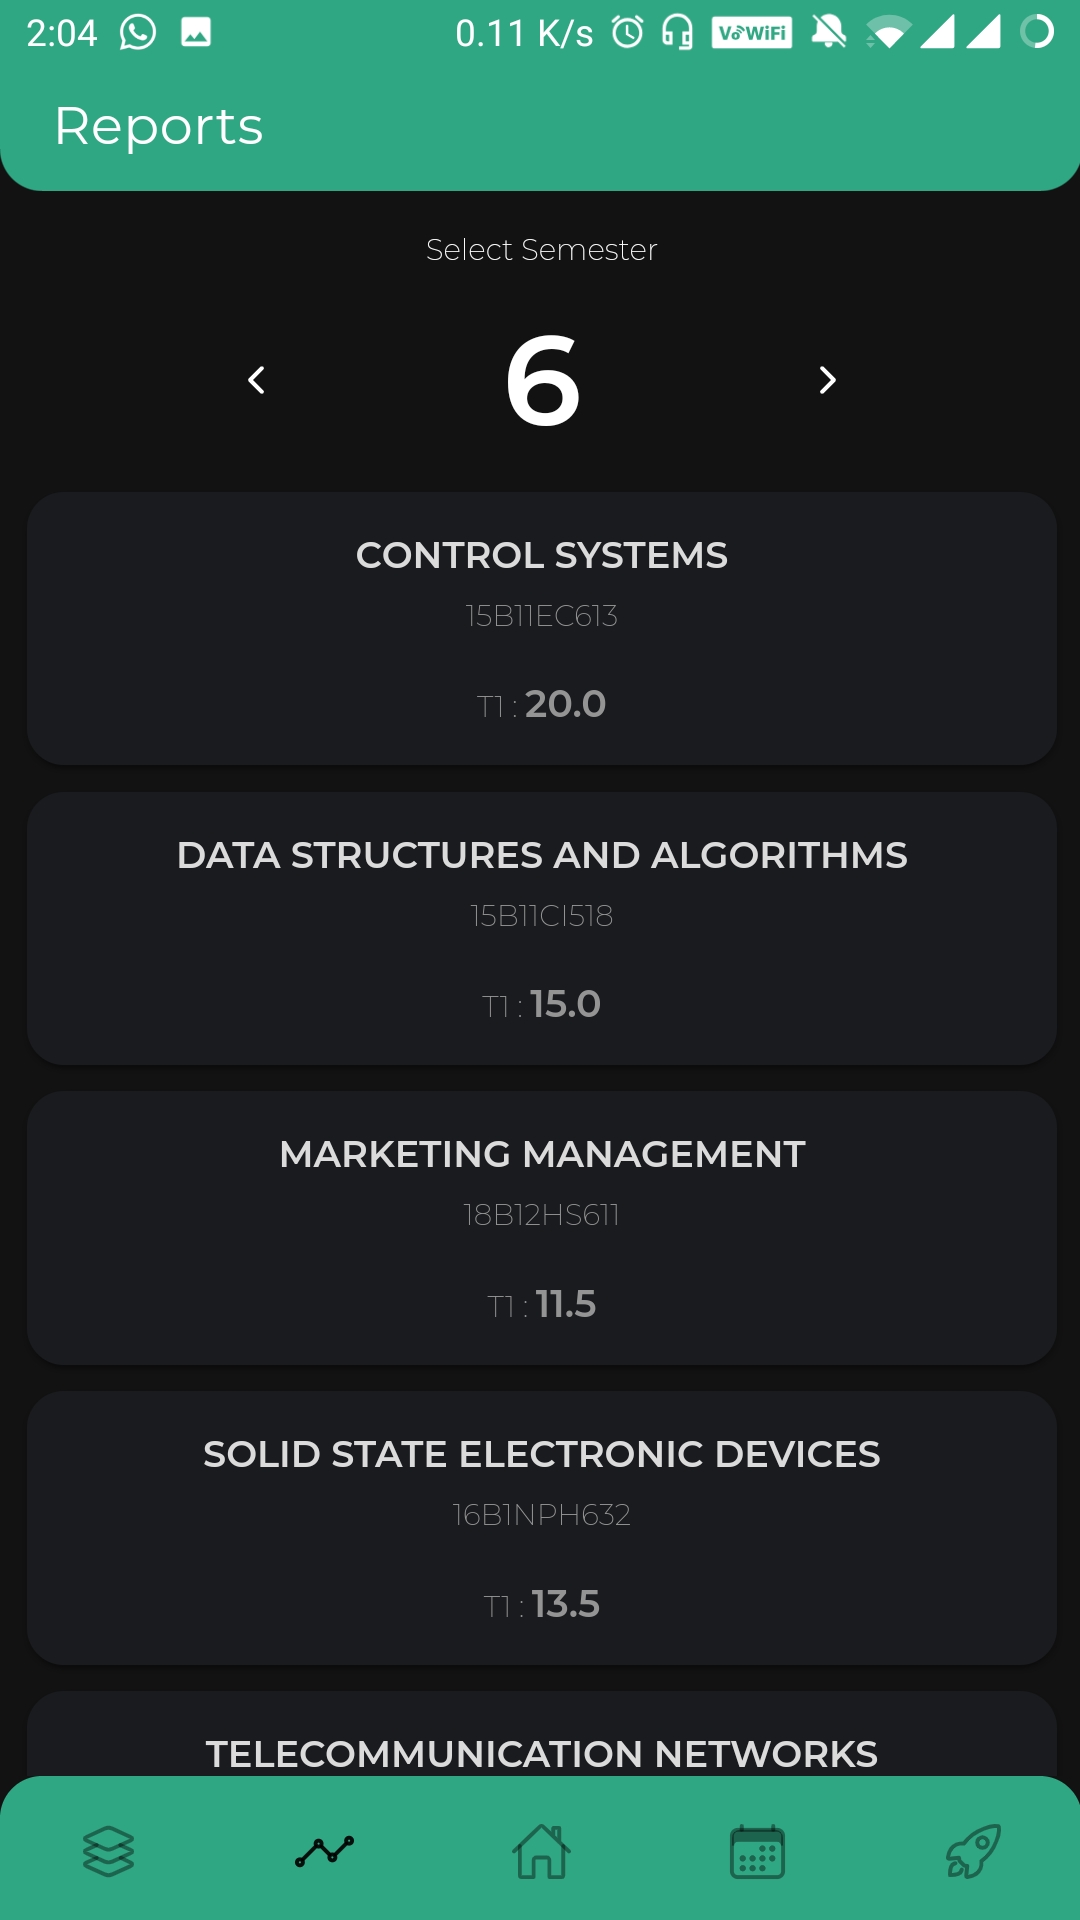 2:04 0.11 K/s VoWiFi
Reports
Select Semester
6
CONTROL SYSTEMS
15B11EC613
T1 : 20.0
DATA STRUCTURES AND ALGORITHMS
15B11CI518
T1 : 15.0
MARKETING MANAGEMENT
18B12HS611
T1 : 11.5
SOLID STATE ELECTRONIC DEVICES
16B1NPH632
T1 : 13.5
TELECOMMUNICATION NETWORKS